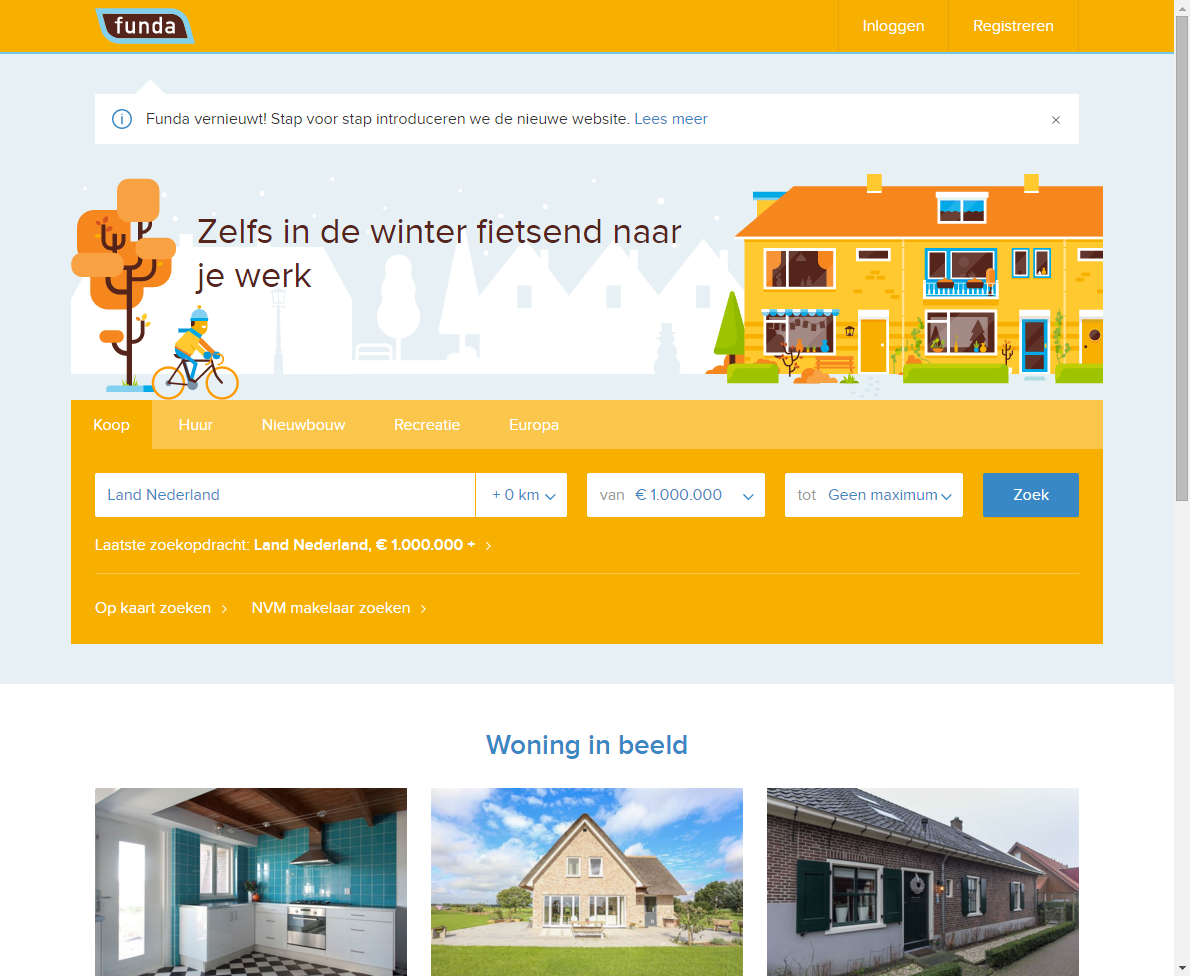 funda
Inloggen Registreren
Funda vernieuwt! Stap voor stap introduceren we de nieuwe website. Lees meer
Zelfs in de winter fietsend naar
je werk
Koop Huur Nieuwbouw Recreatie Europa
Land Nederland + 0 km van € 1.000.000 tot Geen maximum Zoek
Laatste zoekopdracht: Land Nederland, € 1.000.000 +
Op kaart zoeken NVM makelaar zoeken
Woning in beeld